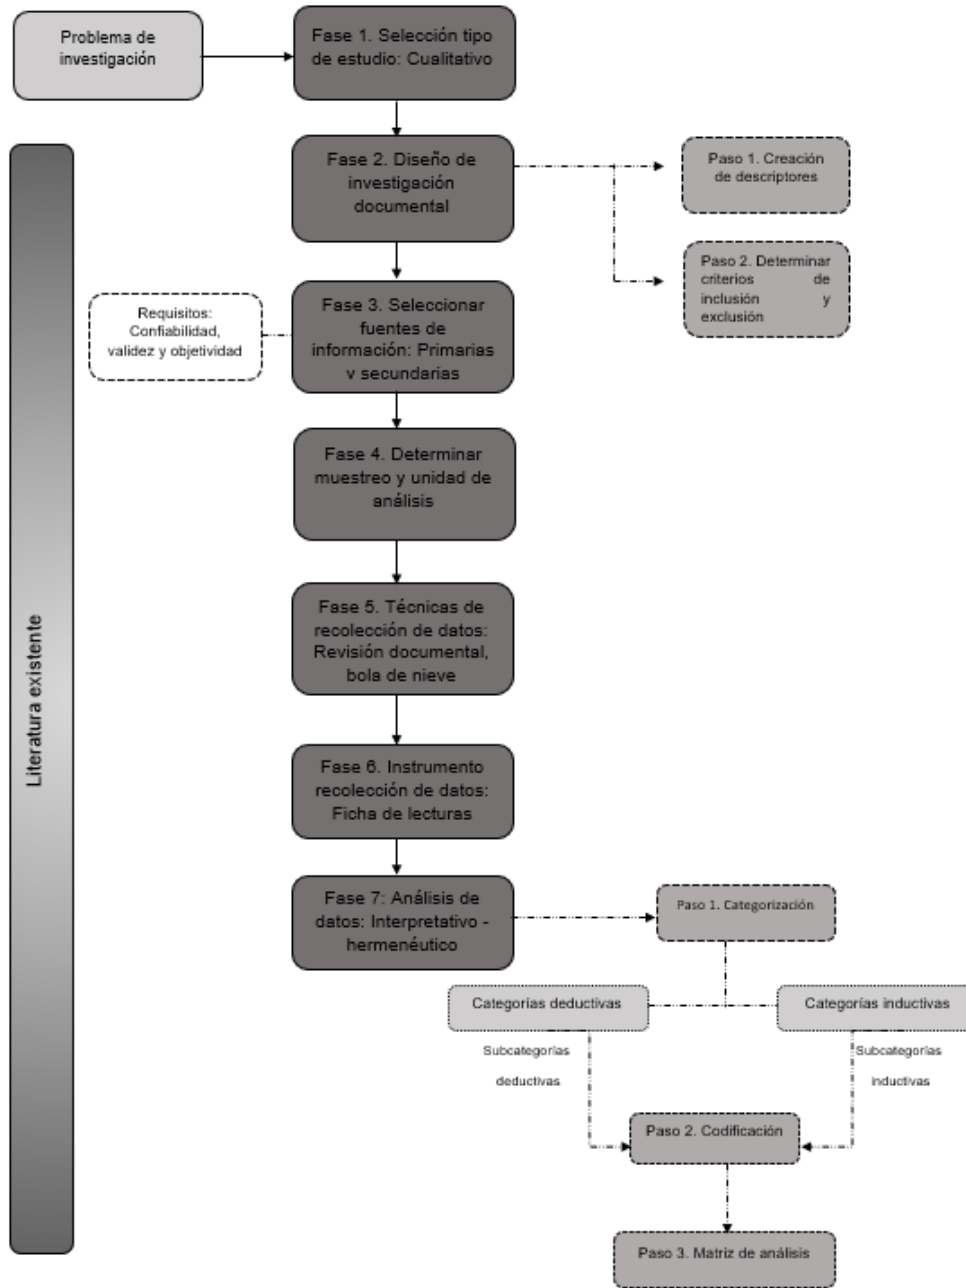 Problema de
investigación
Fase 1. Selección tipo
de estudio: Cualitativo
Fase 2. Diseño de
investigación
documental
Paso 1. Creación
de descriptores
Paso 2. Determinar
criterios de
inclusión y
exclusión
Requisitos:
Confiabilidad,
validez y objetividad
Fase 3. Seleccionar
fuentes de
información: Primarias
y secundarias
Fase 4. Determinar
muestreo y unidad de
análisis
Literatura existente
Fase 5. Técnicas de
recolección de datos:
Revisión documental,
bola de nieve
Fase 6. Instrumento
recolección de datos:
Ficha de lecturas
Fase 7: Análisis de
datos: Interpretativo -
hermenéutico
Paso 1. Categorización
Categorías deductivas
Categorías inductivas
Subcategorías
deductivas
Subcategorías
inductivas
Paso 2. Codificación
Paso 3. Matriz de análisis